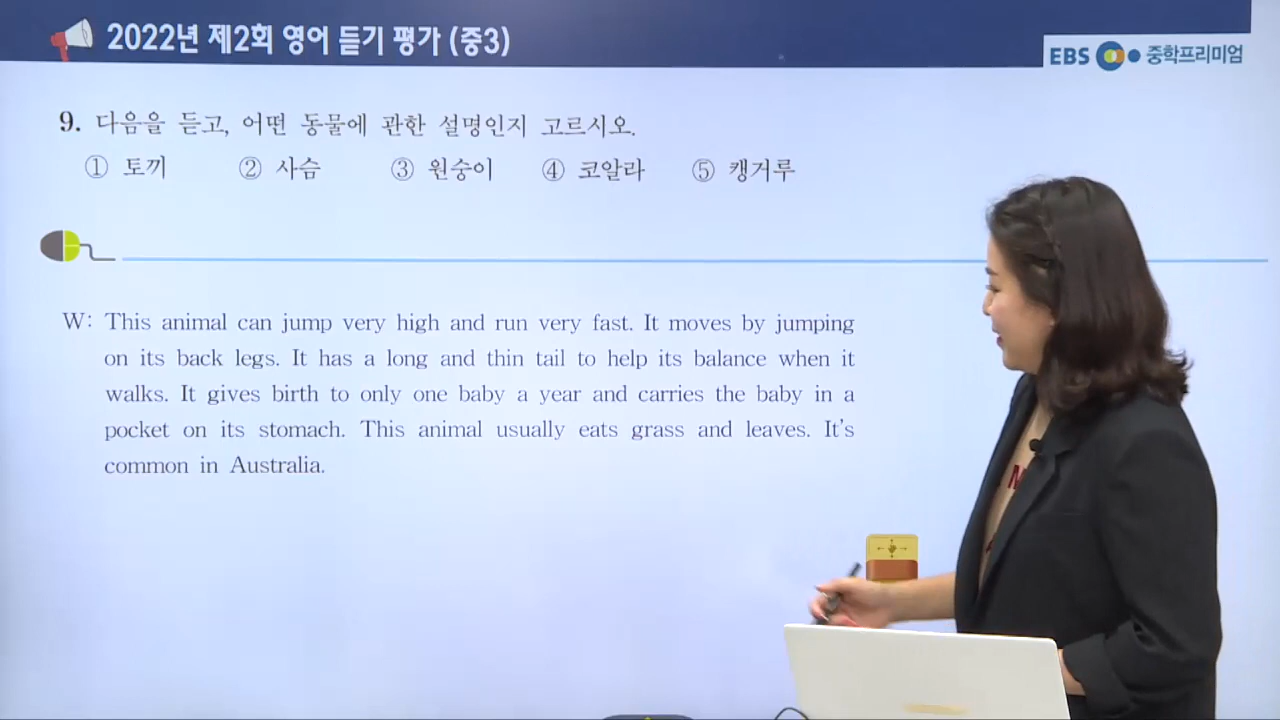 2022년 제2회 영어 듣기 평가 (중3)
EBS 중학프리미엄
9. 다음을 듣고, 어떤 동물에 관한 설명인지 고르시오.
① 토끼 ② 사슴 ③ 원숭이 ④ 코알라 ⑤ 캥거루
W: This animal can jump very high and run very fast. It moves by jumping
on its back legs. It has a long and thin tail to help its balance when it
walks. It gives birth to only one baby a year and carries the baby in a
pocket on its stomach. This animal usually eats grass and leaves. It's
common in Australia.